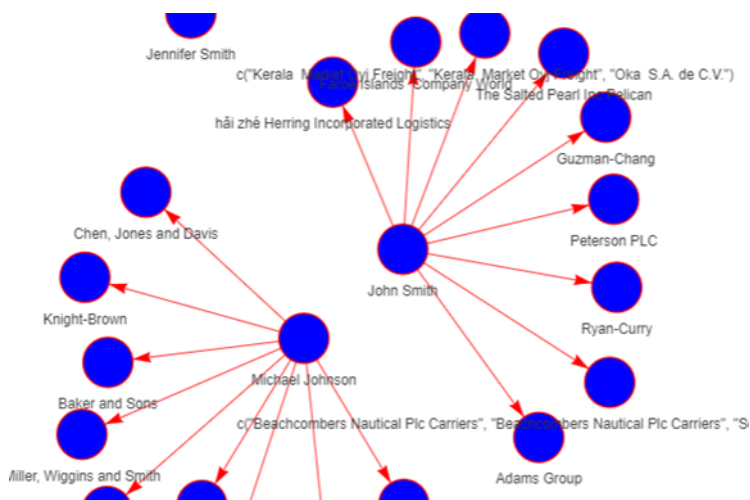 Jennifer Smith
c("Kerala Market Oyj Freight", "Kerala Market Oyj Freight", "Oka S.A. de C.V.")
Faroe Islands Company World
The Salted Pearl Inc Pelican
hǎi zhé Herring Incorporated Logistics
Guzman-Chang
Chen, Jones and Davis
Peterson PLC
John Smith
Knight-Brown
Ryan-Curry
Michael Johnson
Baker and Sons
c("Beachcombers Nautical Plc Carriers", "Beachcombers Nautical Plc Carriers", "S
Miller, Wiggins and Smith
Adams Group